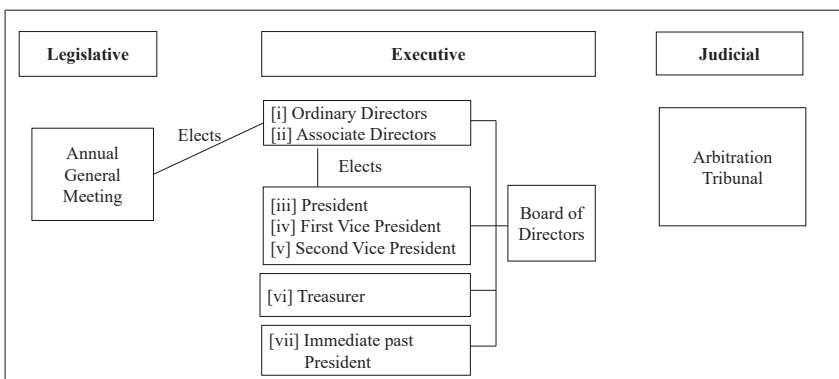 Legislative
Executive
Judicial
Annual
General
Meeting
Elects
[i] Ordinary Directors
[ii] Associate Directors
Elects
[iii] President
[iv] First Vice President
[v] Second Vice President
[vi] Treasurer
[vii] Immediate past
President
Board of
Directors
Arbitration
Tribunal